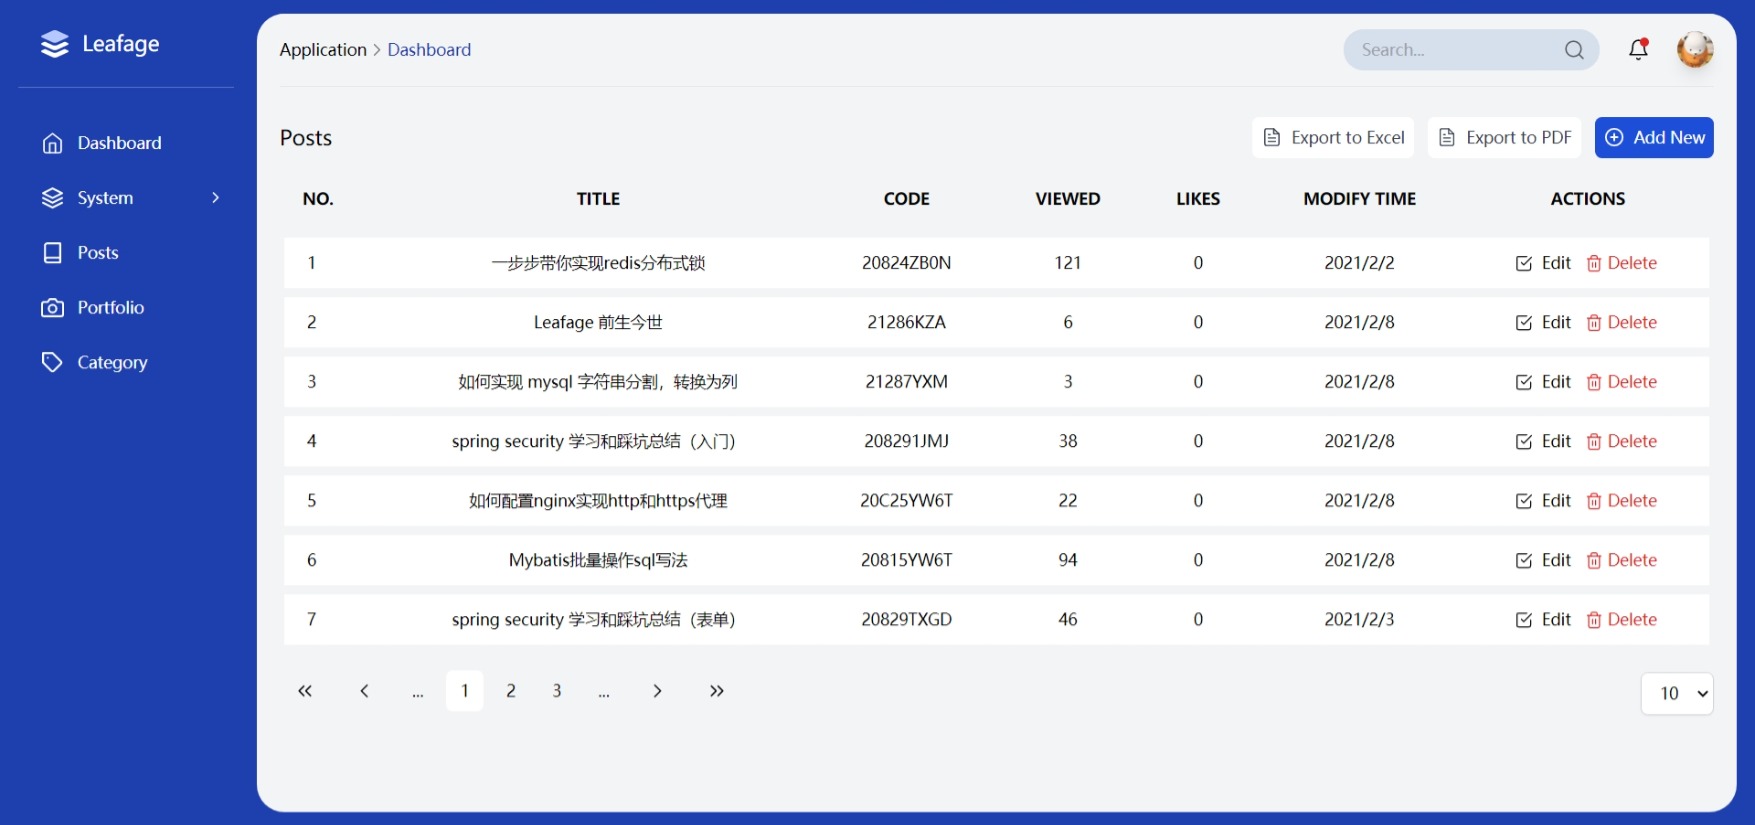 Leafage
Application > Dashboard
Search...
Dashboard
System
Posts
Portfolio
Category
Posts
Export to Excel
Export to PDF
Add New
NO. TITLE CODE VIEWED LIKES MODIFY TIME ACTIONS
1 一步步带你实现redis分布式锁 20824ZB0N 121 0 2021/2/2 Edit Delete
2 Leafage 前生今世 21286KZA 6 0 2021/2/8 Edit Delete
3 如何实现 mysql 字符串分割，转换为列 21287YXM 3 0 2021/2/8 Edit Delete
4 spring security 学习和踩坑总结（入门） 208291JMJ 38 0 2021/2/8 Edit Delete
5 如何配置nginx实现http和https代理 20C25YW6T 22 0 2021/2/8 Edit Delete
6 Mybatis批量操作sql写法 20815YW6T 94 0 2021/2/8 Edit Delete
7 spring security 学习和踩坑总结（表单） 20829TXGD 46 0 2021/2/3 Edit Delete
« < ... 1 2 3 ... > »
10